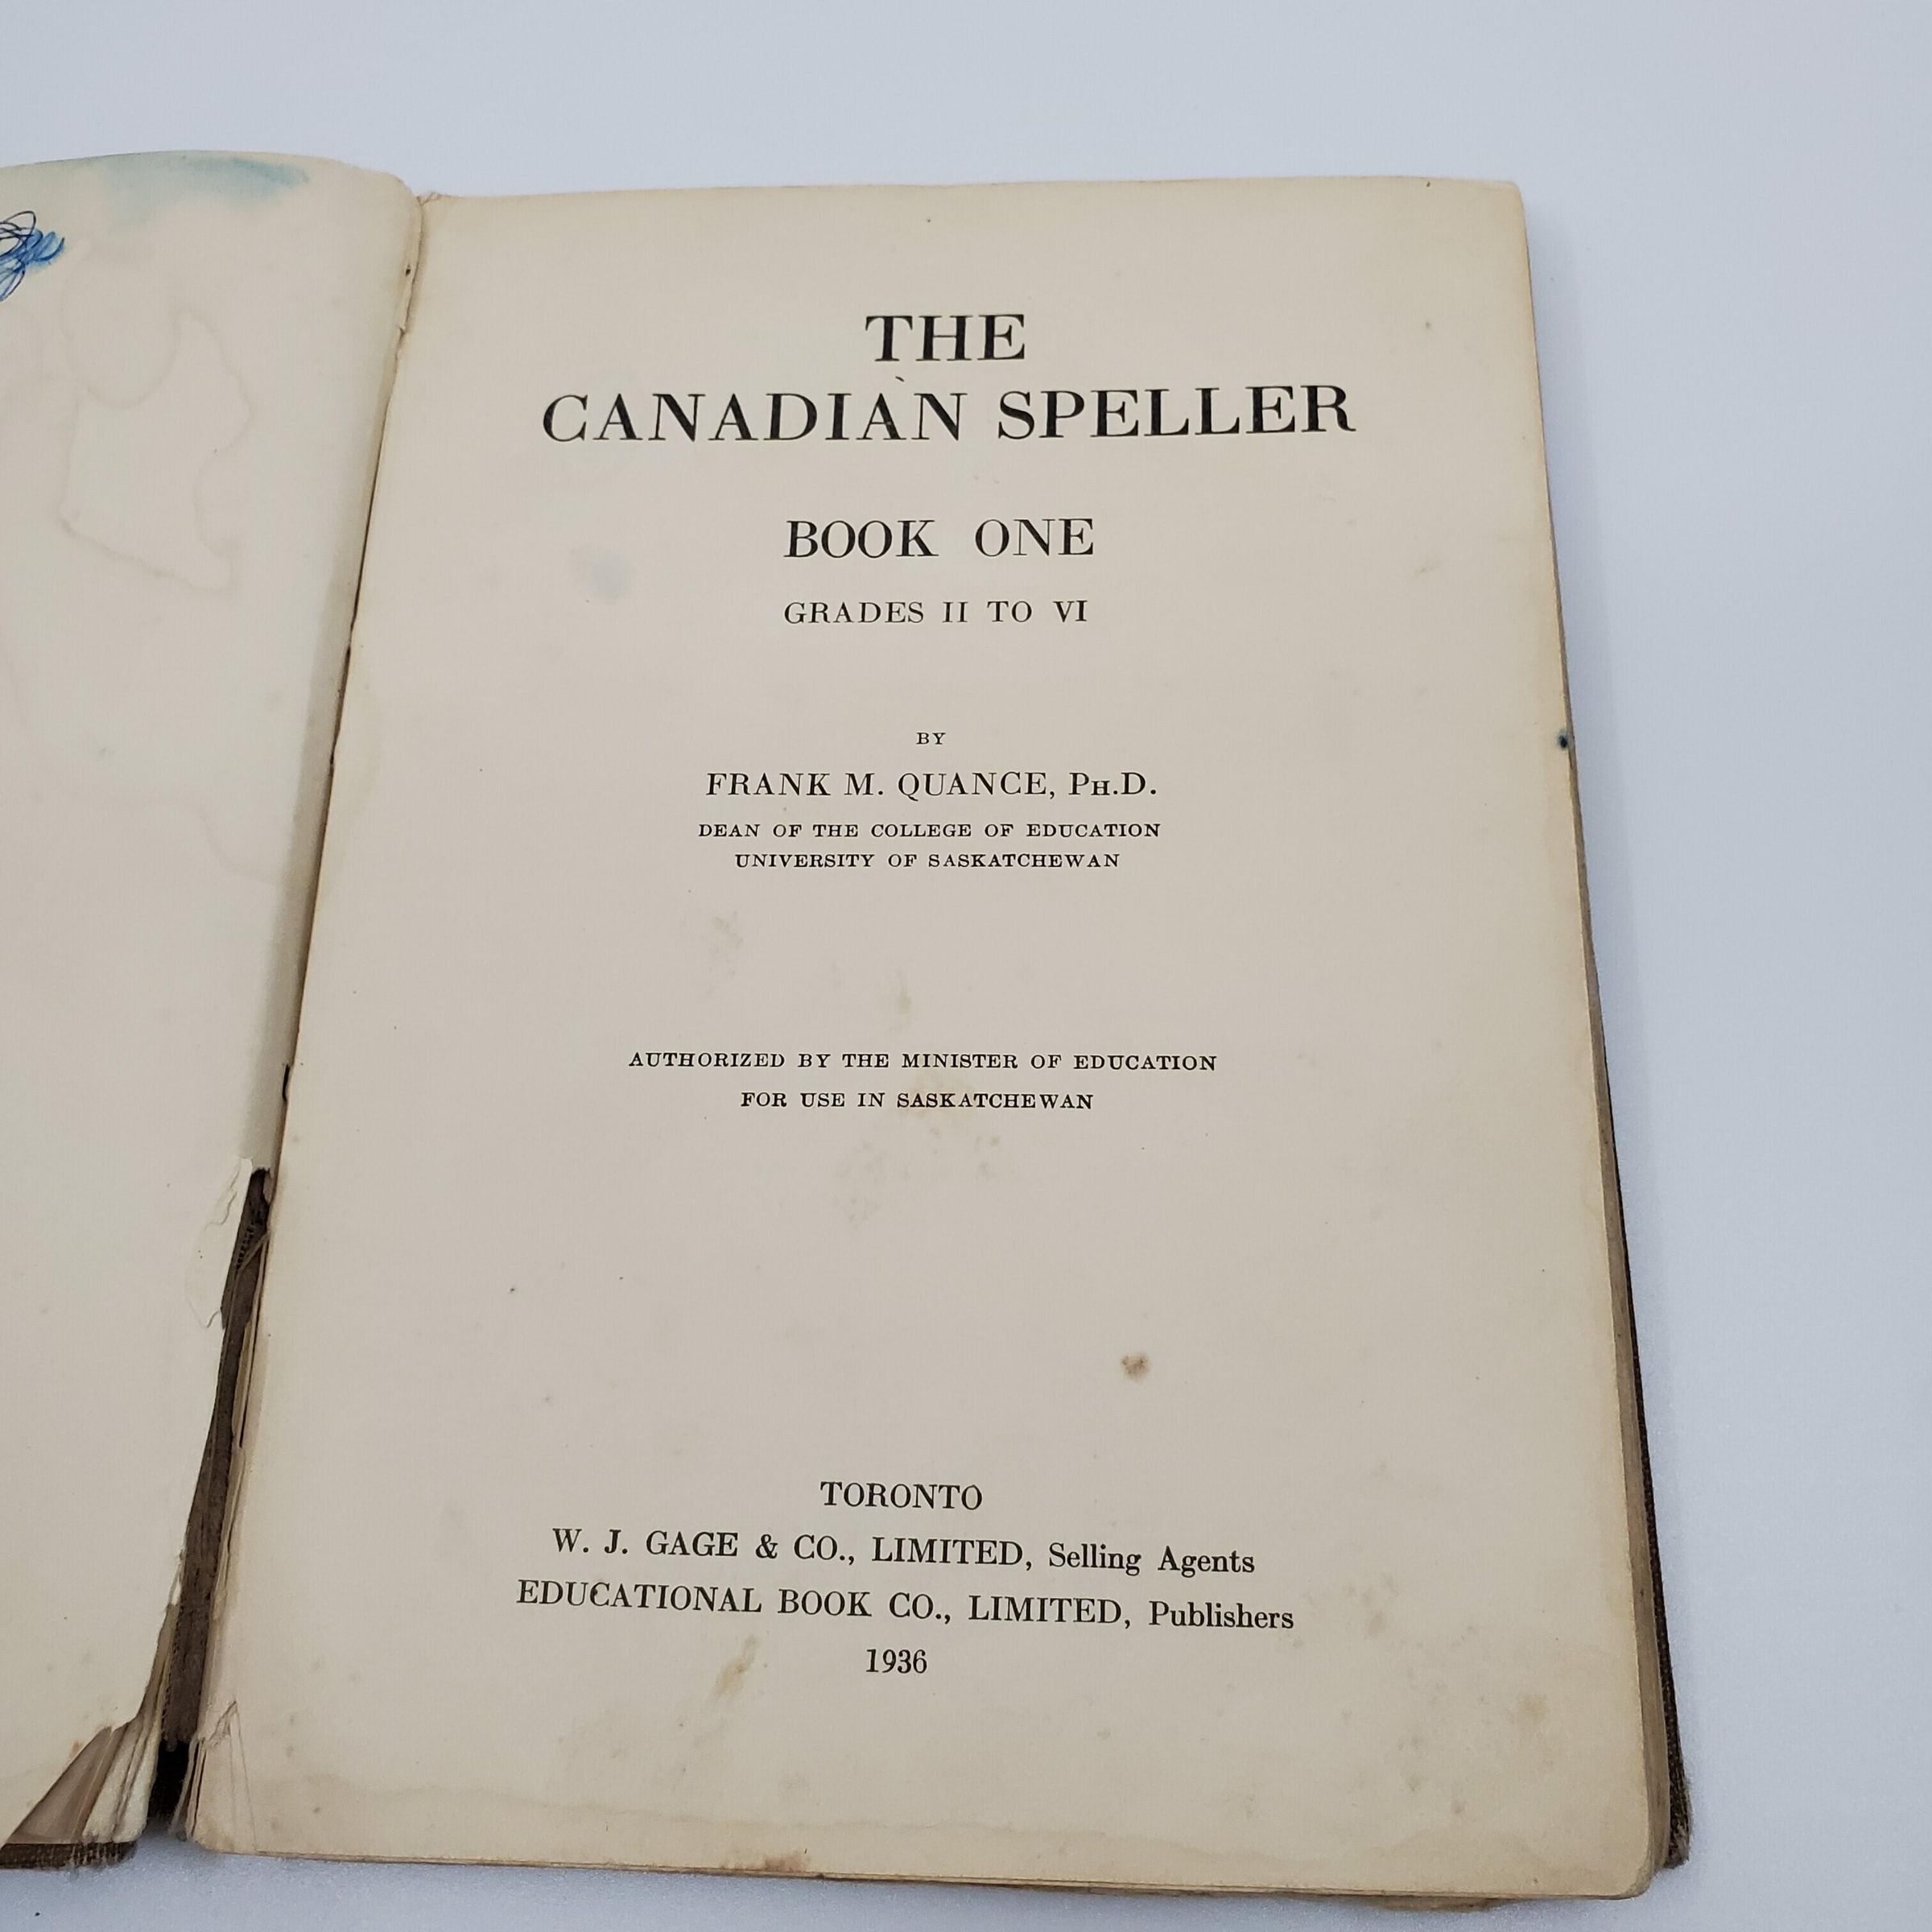 THE
CANADIAN SPELLER
BOOK ONE
GRADES II TO VI
BY
FRANK M. QUANCE, PH.D.
DEAN OF THE COLLEGE OF EDUCATION
UNIVERSITY OF SASKATCHEWAN
AUTHORIZED BY THE MINISTER OF EDUCATION
FOR USE IN SASKATCHEWAN
TORONTO
W. J. GAGE & CO., LIMITED, Selling Agents
EDUCATIONAL BOOK CO., LIMITED, Publishers
1936